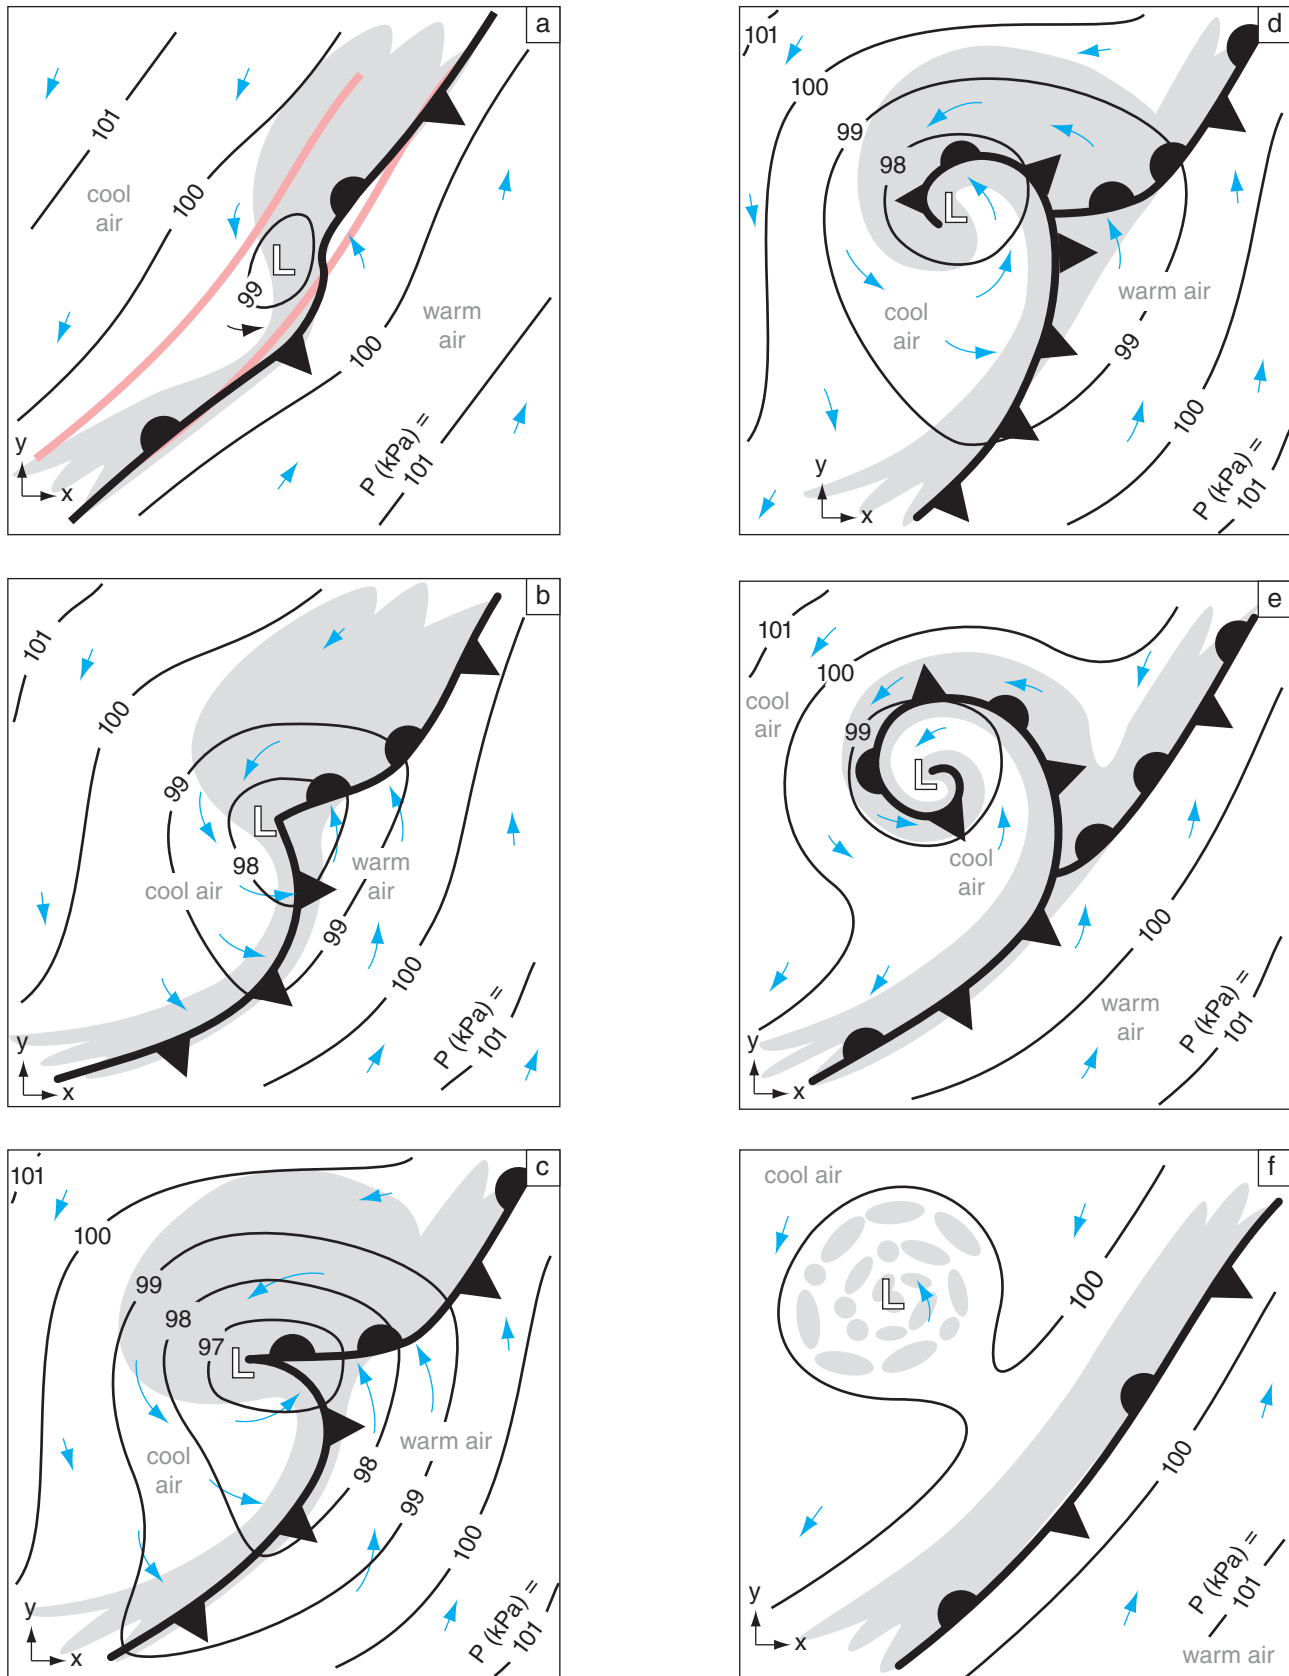 a
101
cool
air
100
L
99
warm
air
100
P (kPa) =
101
y
x
b
101
100
99
L
98
cool air
warm
air
99
100
P (kPa) =
101
y
x
c
101
100
99
98
97
L
cool
air
warm air
98
99
100
P (kPa) =
101
y
x
d
101
100
99
98
L
cool
air
warm air
99
100
P (kPa) =
101
y
x
e
101
100
cool
air
99
L
cool
air
100
warm
air
P (kPa) =
101
y
x
f
cool air
L
100
100
P (kPa) =
101
warm air
y
x